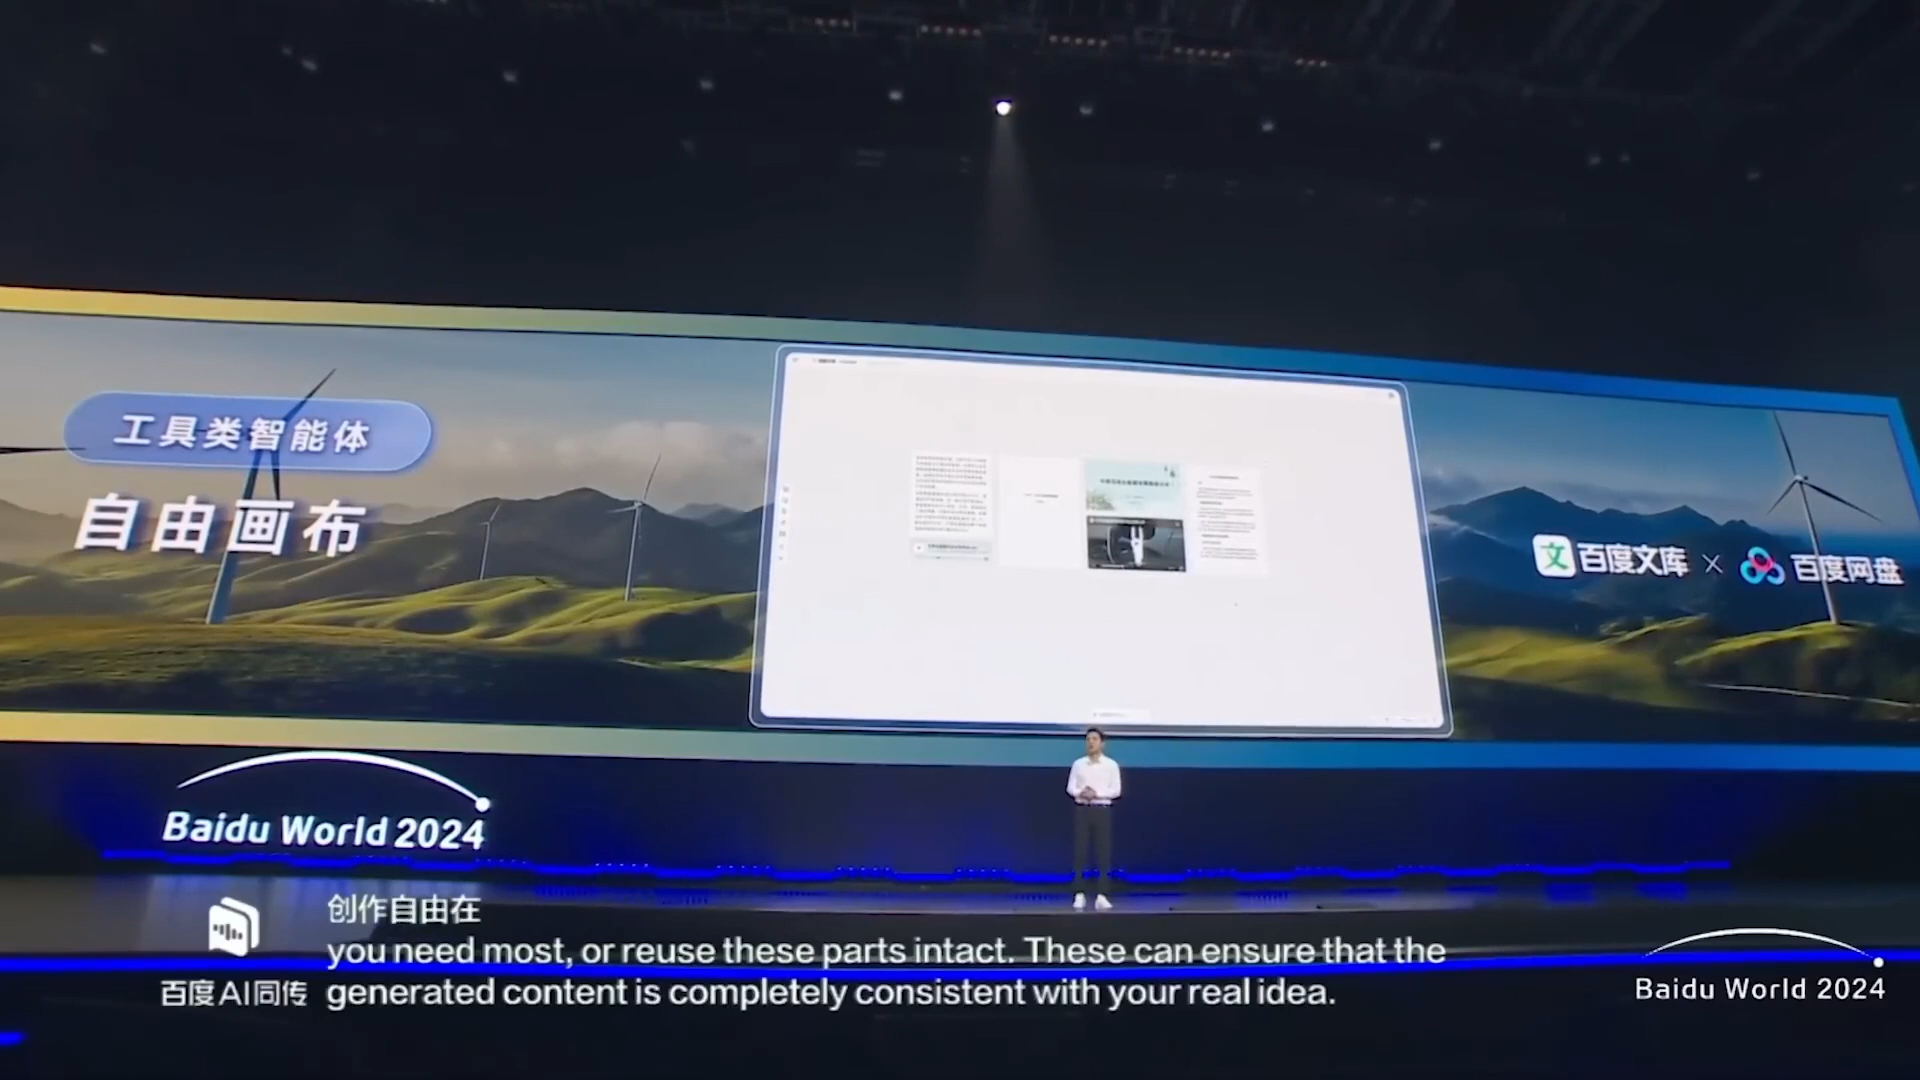 工具类智能体
自由画布
文 百度文库 × 百度网盘
Baidu World 2024
创作自由在
you need most, or reuse these parts intact. These can ensure that the
generated content is completely consistent with your real idea.
百度AI同传
Baidu World 2024